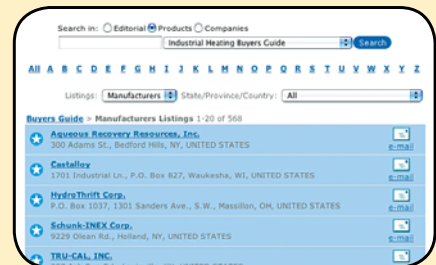 Search in: Editorial Products Companies
Industrial Heating Buyers Guide Search
All A B C D E F G H I J K L M N O P Q R S T U V W X Y Z
Listings: Manufacturers State/Province/Country: All
Buyers Guide > Manufacturers Listings 1-20 of 568
Aqueous Recovery Resources, Inc.
300 Adams St., Bedford Hills, NY, UNITED STATES
e-mail
Castalloy
1701 Industrial Ln., P.O. Box 827, Waukesha, WI, UNITED STATES
e-mail
HydroThrift Corp.
P.O. Box 1037, 1301 Sanders Ave., S.W., Massillon, OH, UNITED STATES
e-mail
Schunk-INEX Corp.
9229 Olean Rd., Holland, NY, UNITED STATES
e-mail
TRU-CAL, INC.